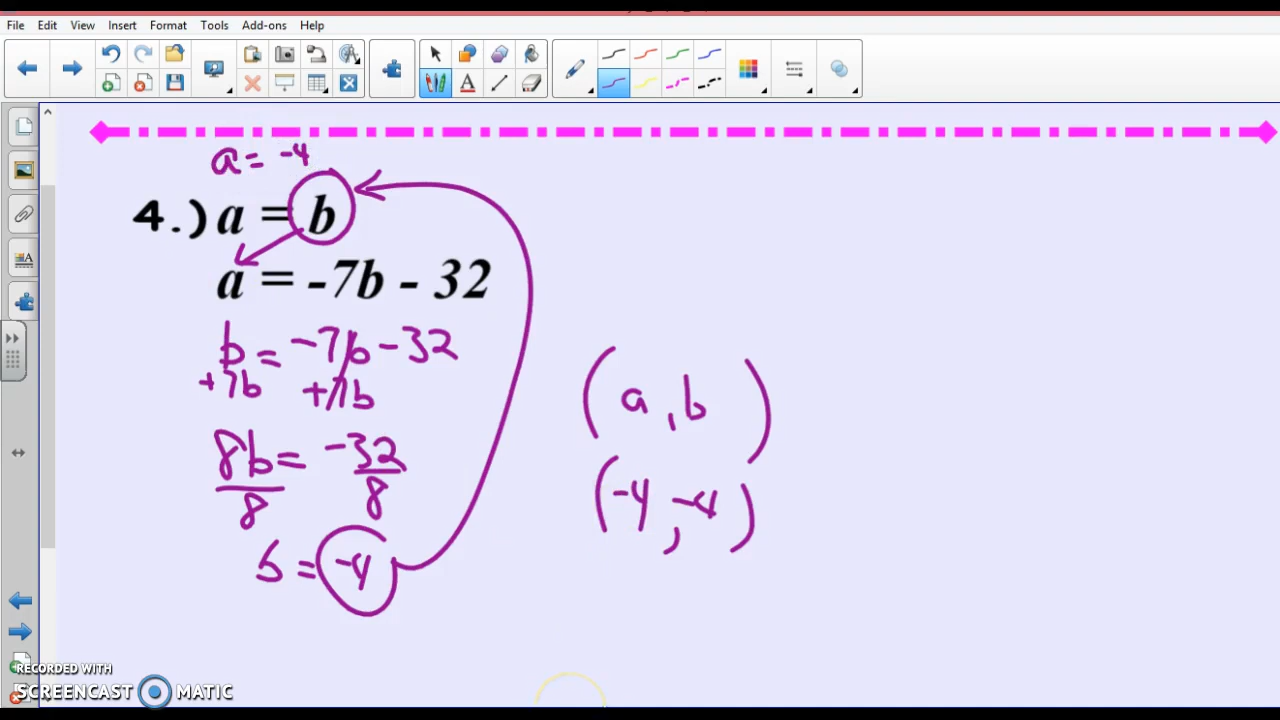 File Edit View Insert Format Tools Add-ons Help
a = -4
4.) a = b
a = -7b - 32
b = -7b - 32
+7b +7b
8b = -32
8 8
b = -4
(a, b)
(-4, -4)
RECORDED WITH
SCREENCAST MATIC